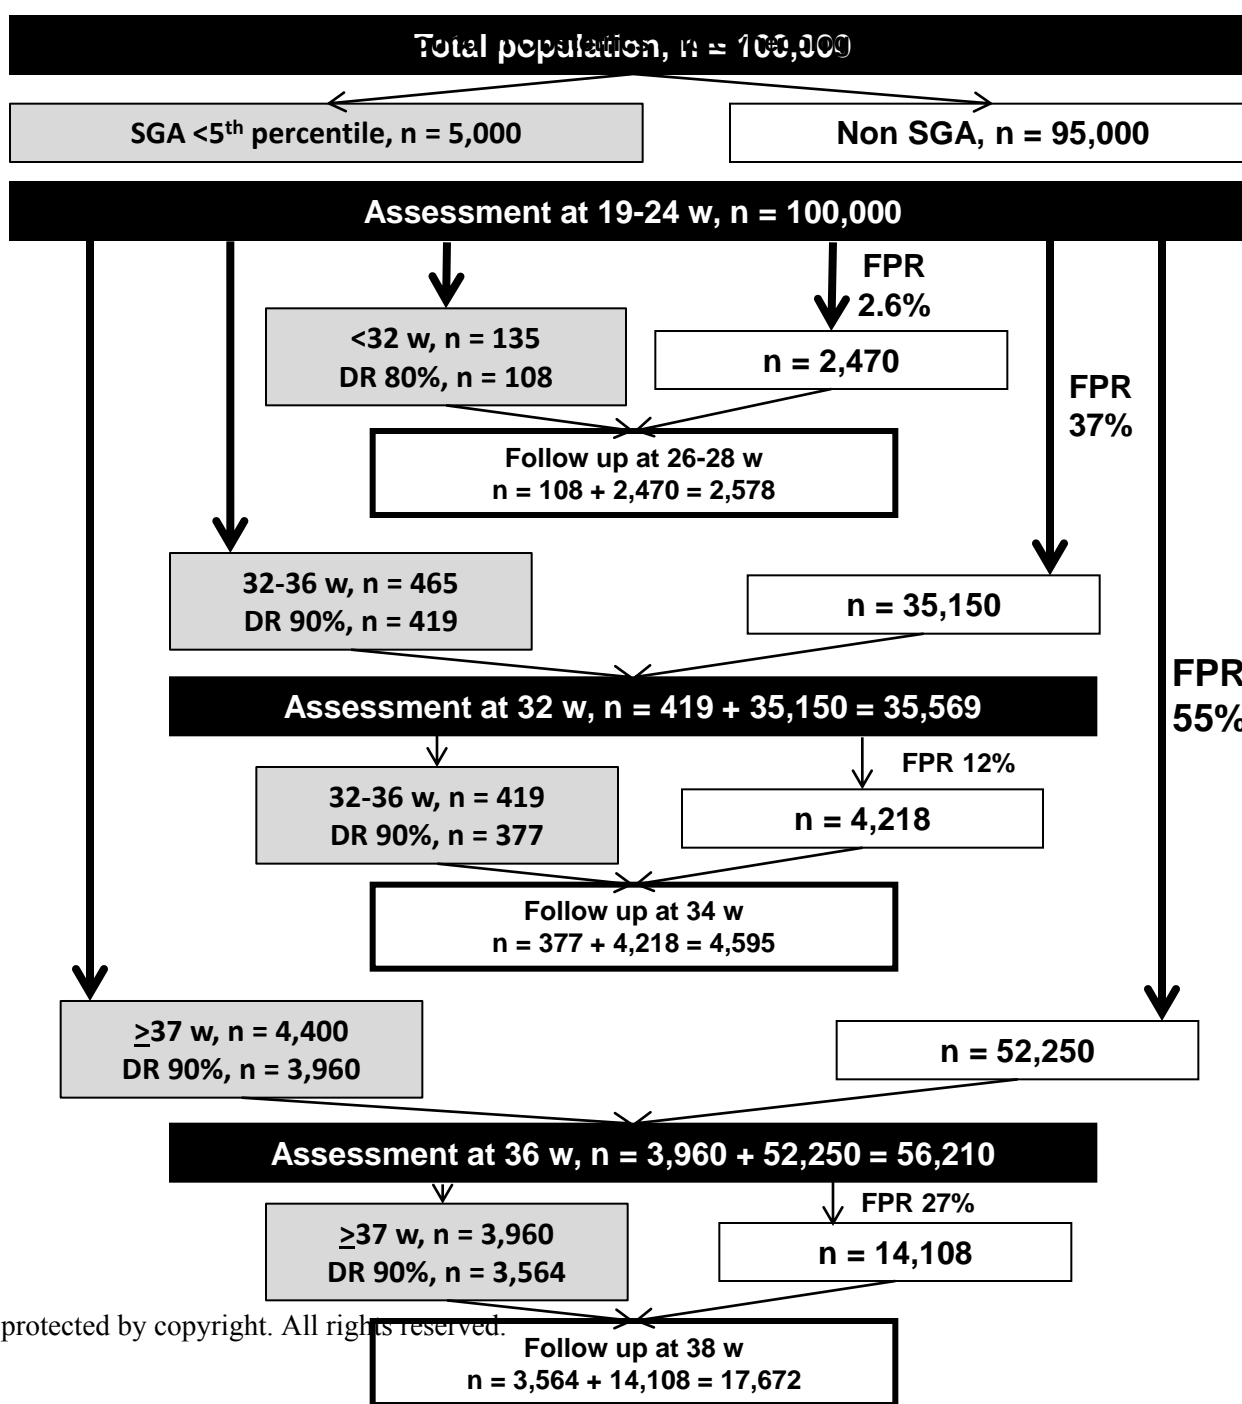 Total population, n = 100,000
SGA <5th percentile, n = 5,000
Non SGA, n = 95,000
Assessment at 19-24 w, n = 100,000
FPR
2.6%
<32 w, n = 135
DR 80%, n = 108
n = 2,470
FPR
37%
Follow up at 26-28 w
n = 108 + 2,470 = 2,578
32-36 w, n = 465
DR 90%, n = 419
n = 35,150
FPR
55%
Assessment at 32 w, n = 419 + 35,150 = 35,569
FPR 12%
32-36 w, n = 419
DR 90%, n = 377
n = 4,218
Follow up at 34 w
n = 377 + 4,218 = 4,595
≥37 w, n = 4,400
DR 90%, n = 3,960
n = 52,250
Assessment at 36 w, n = 3,960 + 52,250 = 56,210
FPR 27%
≥37 w, n = 3,960
DR 90%, n = 3,564
n = 14,108
protected by copyright. All rights reserved.
Follow up at 38 w
n = 3,564 + 14,108 = 17,672